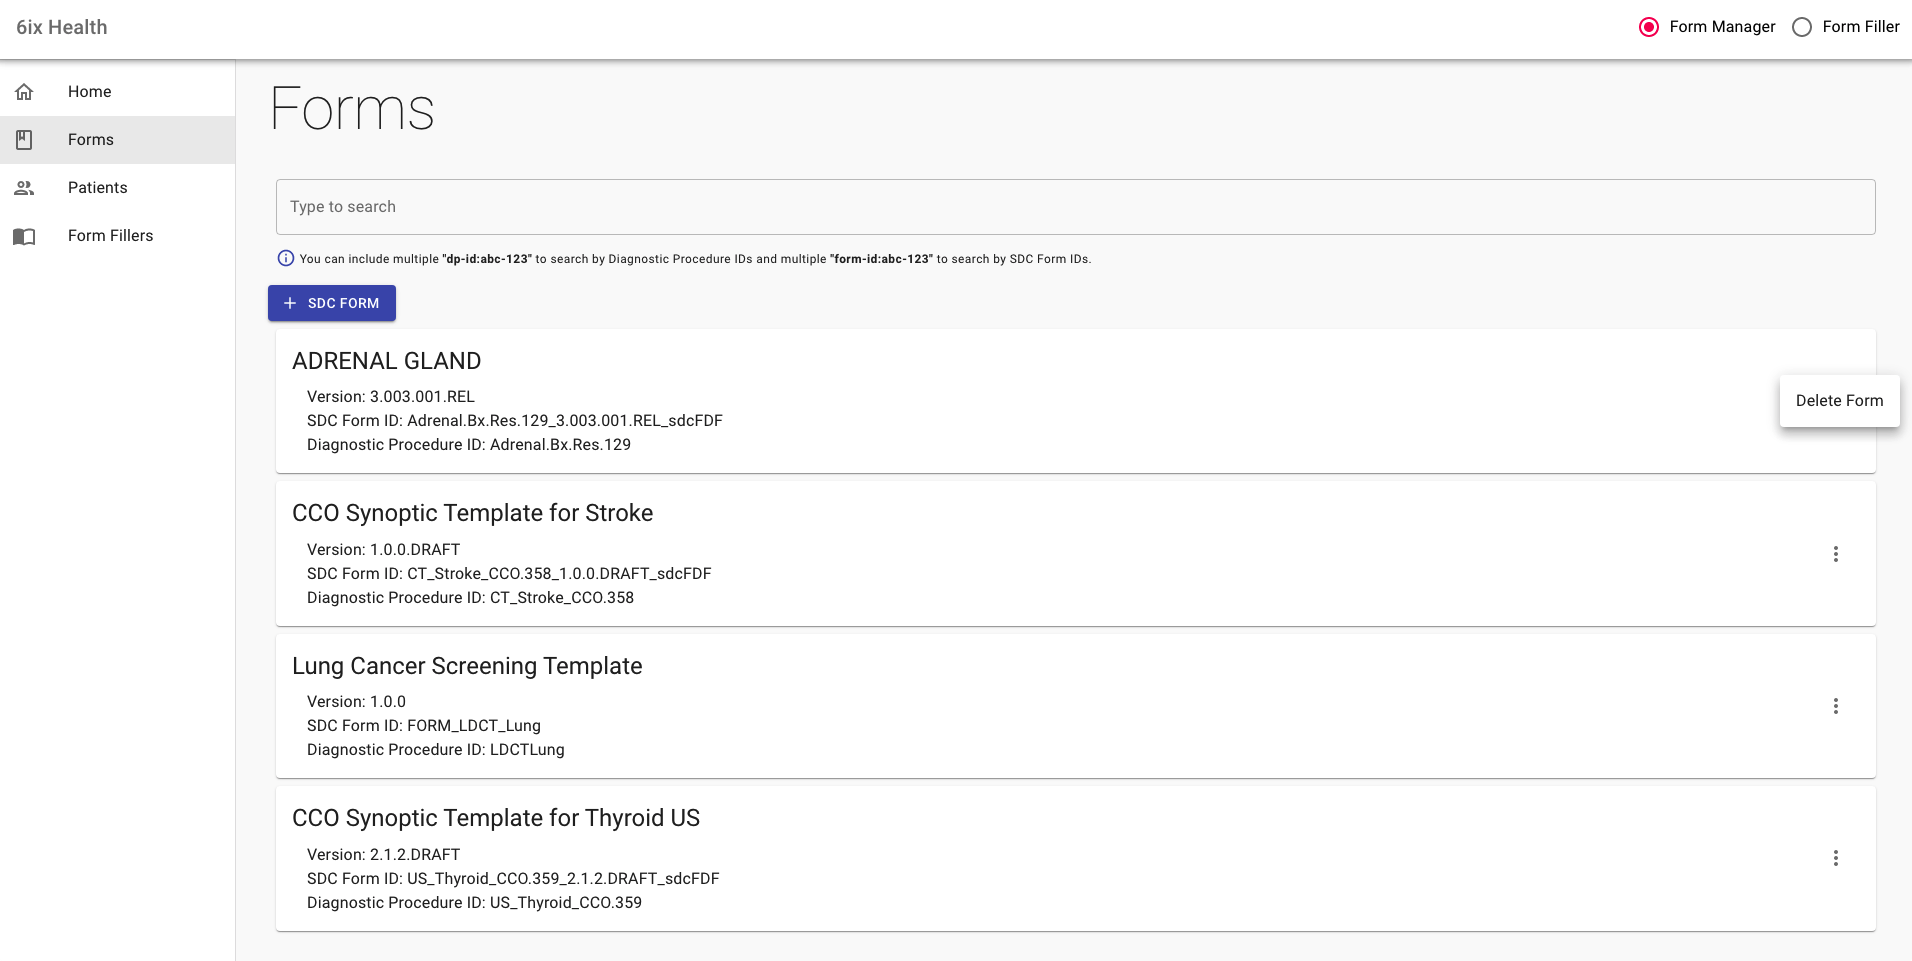 6ix Health
Form Manager
Form Filler
Home
Forms
Patients
Form Fillers
Forms
Type to search
You can include multiple "dp-id:abc-123" to search by Diagnostic Procedure IDs and multiple "form-id:abc-123" to search by SDC Form IDs.
SDC FORM
ADRENAL GLAND
Version: 3.003.001.REL
SDC Form ID: Adrenal.Bx.Res.129_3.003.001.REL_sdcFDF
Diagnostic Procedure ID: Adrenal.Bx.Res.129
Delete Form
CCO Synoptic Template for Stroke
Version: 1.0.0.DRAFT
SDC Form ID: CT_Stroke_CCO.358_1.0.0.DRAFT_sdcFDF
Diagnostic Procedure ID: CT_Stroke_CCO.358
Lung Cancer Screening Template
Version: 1.0.0
SDC Form ID: FORM_LDCT_Lung
Diagnostic Procedure ID: LDCTLung
CCO Synoptic Template for Thyroid US
Version: 2.1.2.DRAFT
SDC Form ID: US_Thyroid_CCO.359_2.1.2.DRAFT_sdcFDF
Diagnostic Procedure ID: US_Thyroid_CCO.359